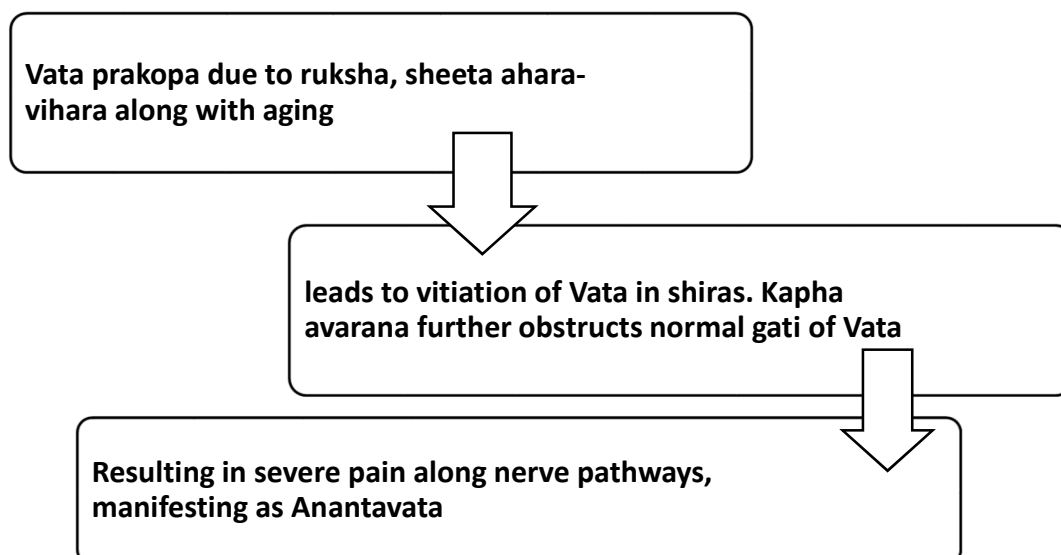 Vata prakopa due to ruksha, sheeta ahara-
vihara along with aging
leads to vitiation of Vata in shiras. Kapha
avarana further obstructs normal gati of Vata
Resulting in severe pain along nerve pathways,
manifesting as Anantavata